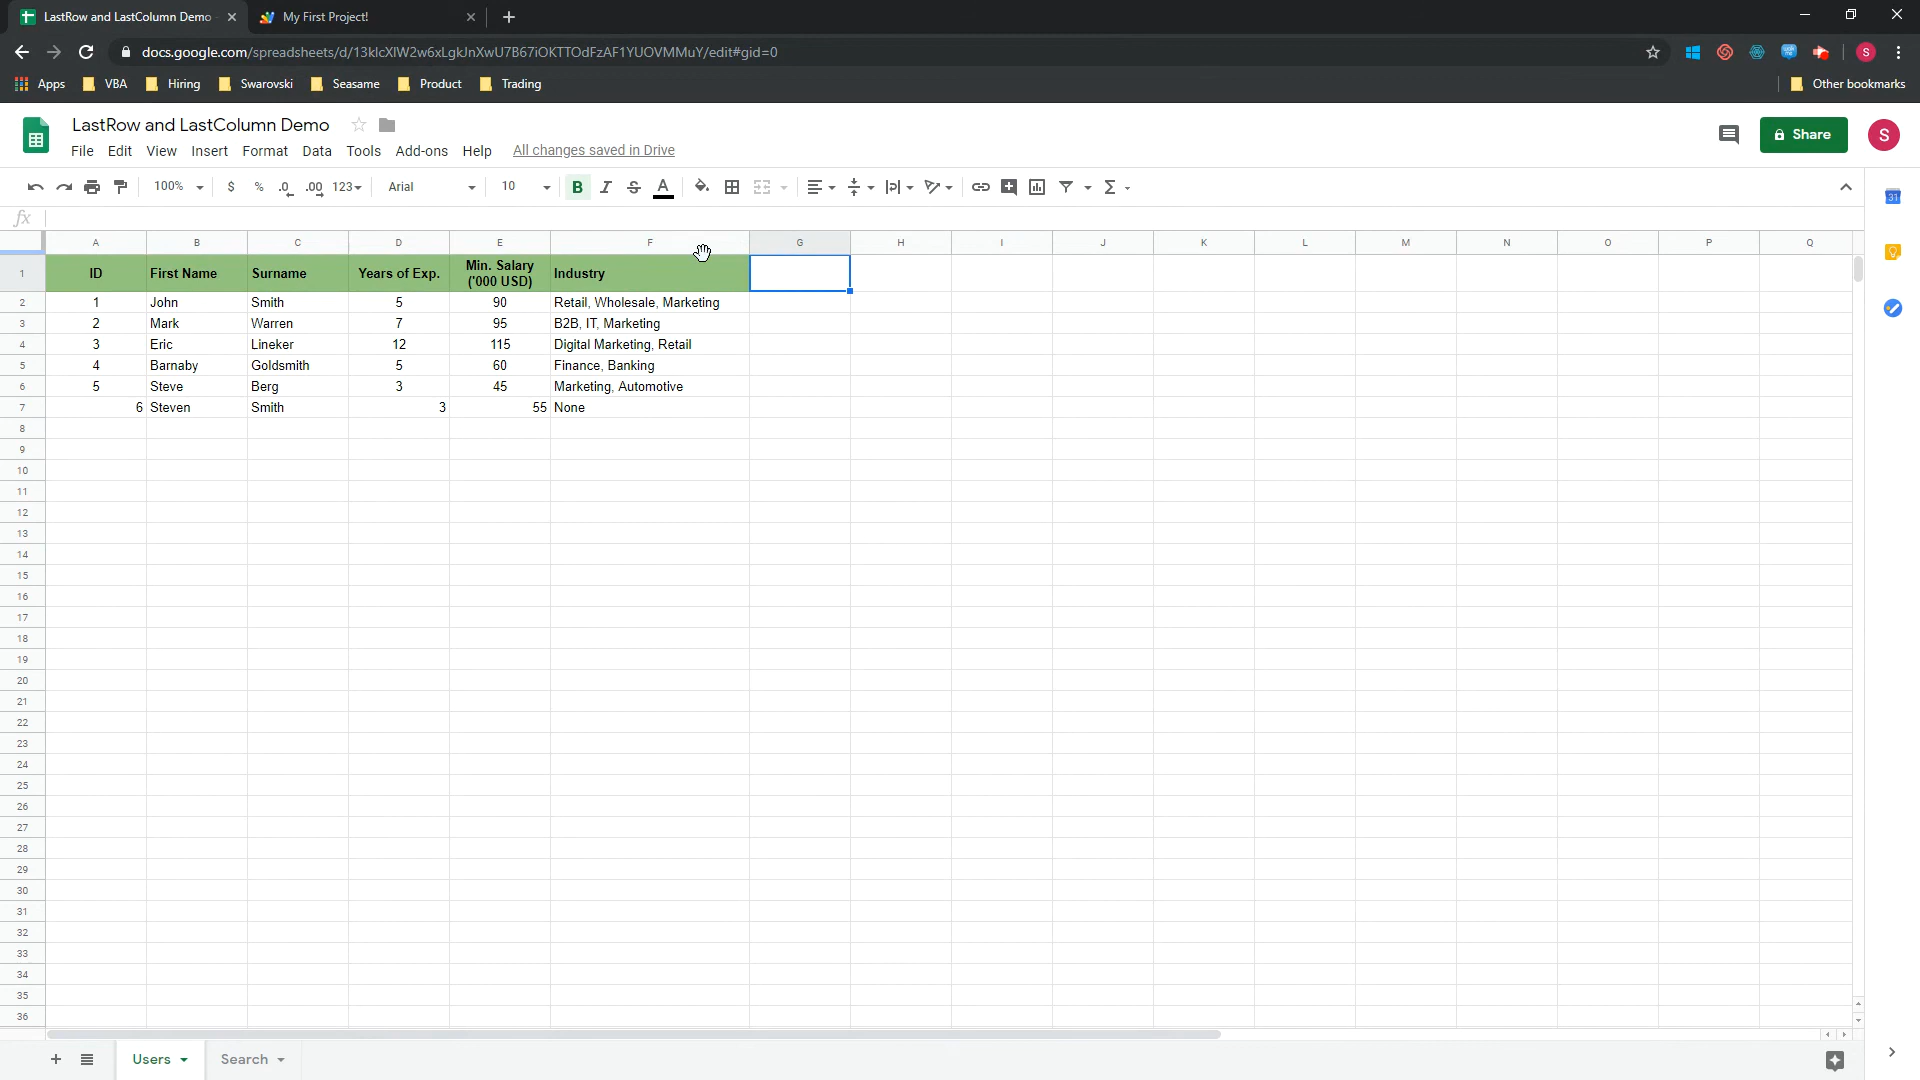 LastRow and LastColumn Demo
My First Project!
docs.google.com/spreadsheets/d/13klcXIW2w6xLgkJnXwU7B67iOKTTOdFzAF1YUOVMMuY/edit#gid=0
S
Apps VBA Hiring Swarovski Seasame Product Trading Other bookmarks
LastRow and LastColumn Demo
Share
S
File Edit View Insert Format Data Tools Add-ons Help All changes saved in Drive
100% $ % .0 .00 123 Arial 10 B I S A Σ
31
fx
A B C D E F G H I J K L M N O P Q
1 ID First Name Surname Years of Exp. Min. Salary ('000 USD) Industry
2 1 John Smith 5 90 Retail, Wholesale, Marketing
3 2 Mark Warren 7 95 B2B, IT, Marketing
4 3 Eric Lineker 12 115 Digital Marketing, Retail
5 4 Barnaby Goldsmith 5 60 Finance, Banking
6 5 Steve Berg 3 45 Marketing, Automotive
7 6 Steven Smith 3 55 None
8
9
10
11
12
13
14
15
16
17
18
19
20
21
22
23
24
25
26
27
28
29
30
31
32
33
34
35
36
Users Search